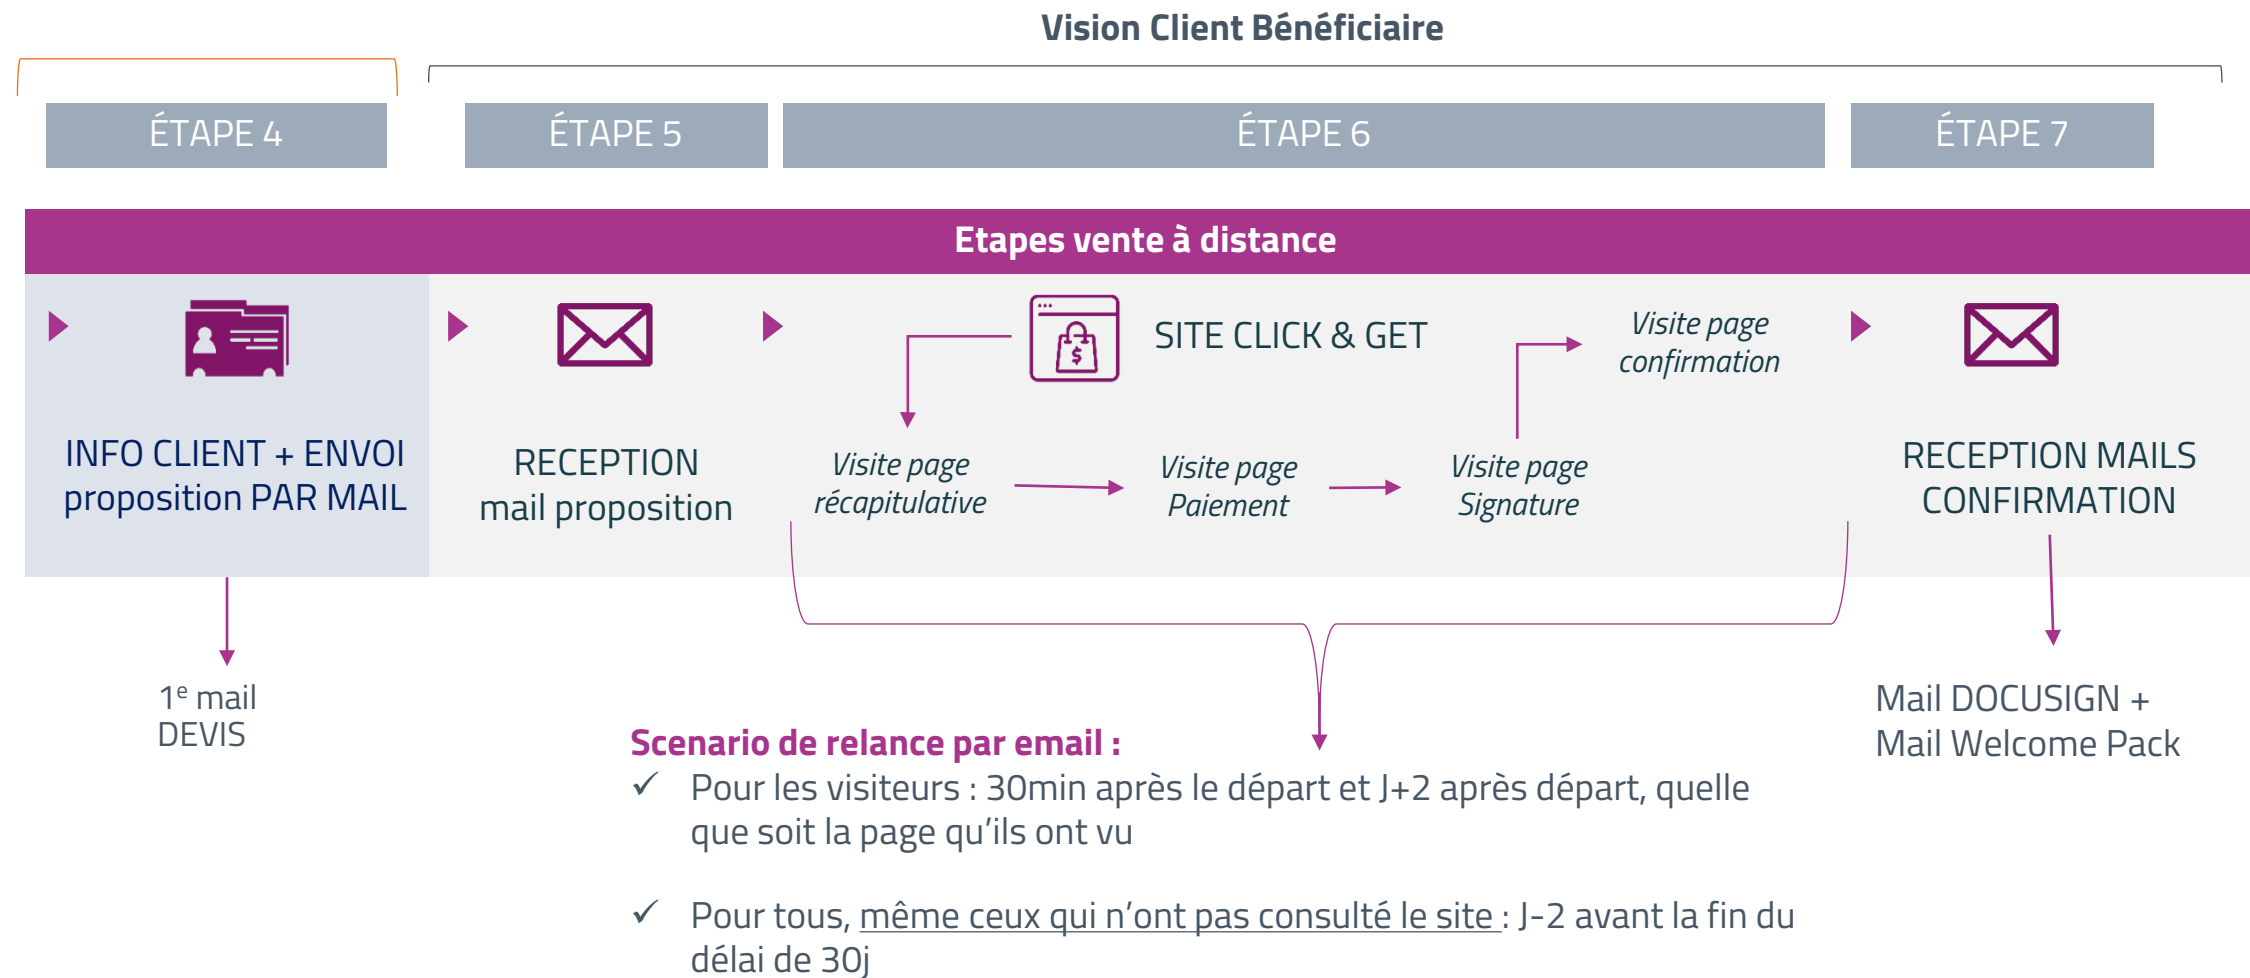 Vision Client Bénéficiaire
ÉTAPE 4
ÉTAPE 5
ÉTAPE 6
ÉTAPE 7
Etapes vente à distance
INFO CLIENT + ENVOI
proposition PAR MAIL
RECEPTION
mail proposition
$
SITE CLICK & GET
Visite page
récapitulative
Visite page
Paiement
Visite page
Signature
Visite page
confirmation
RECEPTION MAILS
CONFIRMATION
1e mail
DEVIS
Scenario de relance par email :
✓ Pour les visiteurs : 30min après le départ et J+2 après départ, quelle
que soit la page qu’ils ont vu
✓ Pour tous, même ceux qui n’ont pas consulté le site : J-2 avant la fin du
délai de 30j
Mail DOCUSIGN +
Mail Welcome Pack